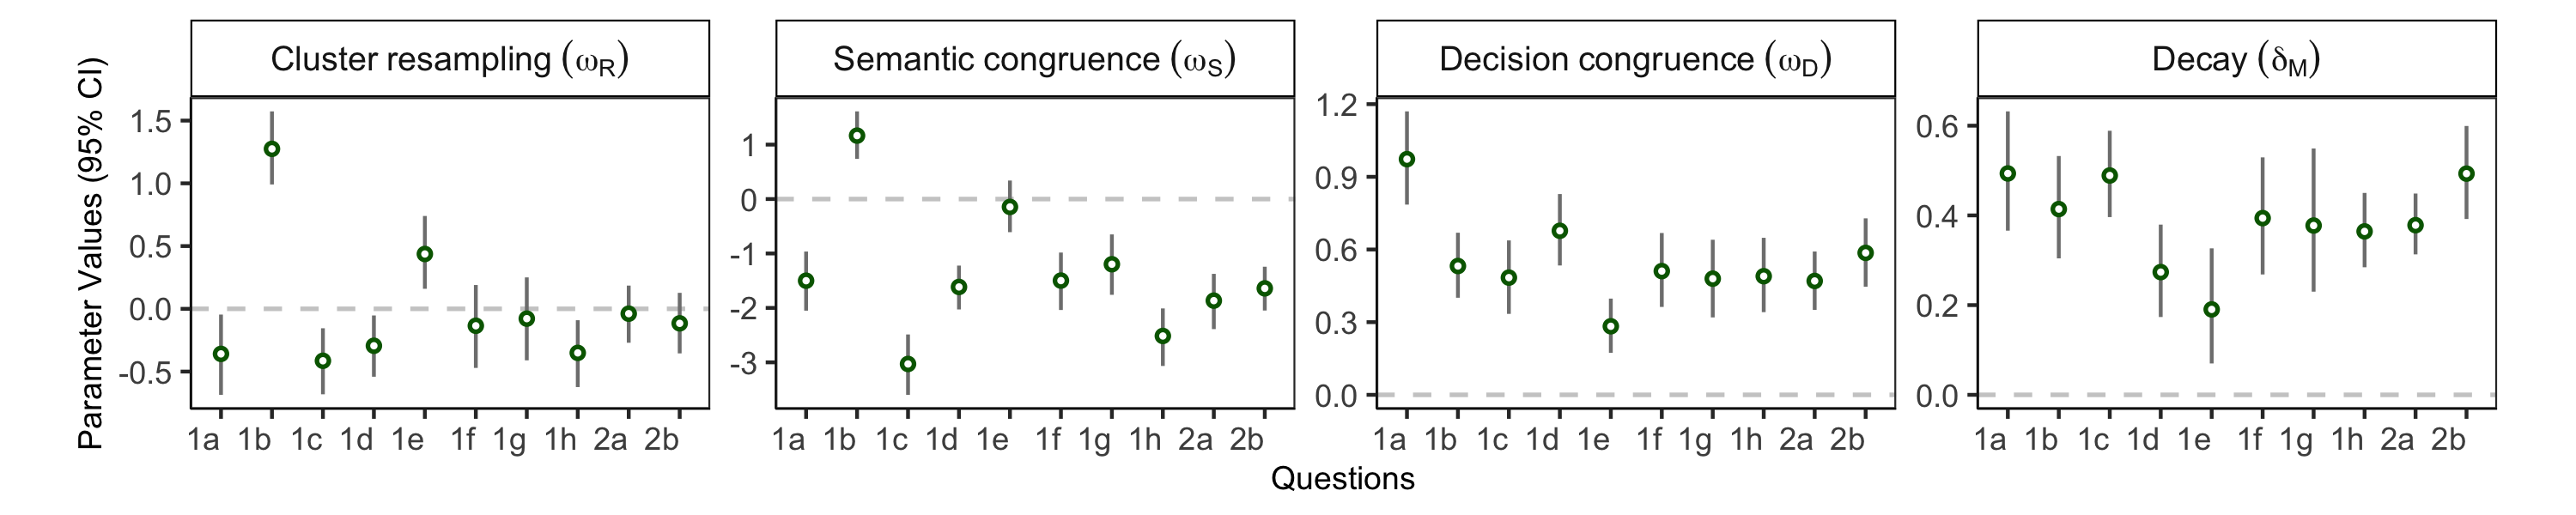 Cluster resampling (ωR)
Semantic congruence (ωS)
Decision congruence (ωD)
Decay (δM)
Parameter Values (95% CI)
1.5
1.0
0.5
0.0
-0.5
1
0
-1
-2
-3
1.2
0.9
0.6
0.3
0.0
0.6
0.4
0.2
0.0
1a 1b 1c 1d 1e 1f 1g 1h 2a 2b
1a 1b 1c 1d 1e 1f 1g 1h 2a 2b
1a 1b 1c 1d 1e 1f 1g 1h 2a 2b
1a 1b 1c 1d 1e 1f 1g 1h 2a 2b
Questions